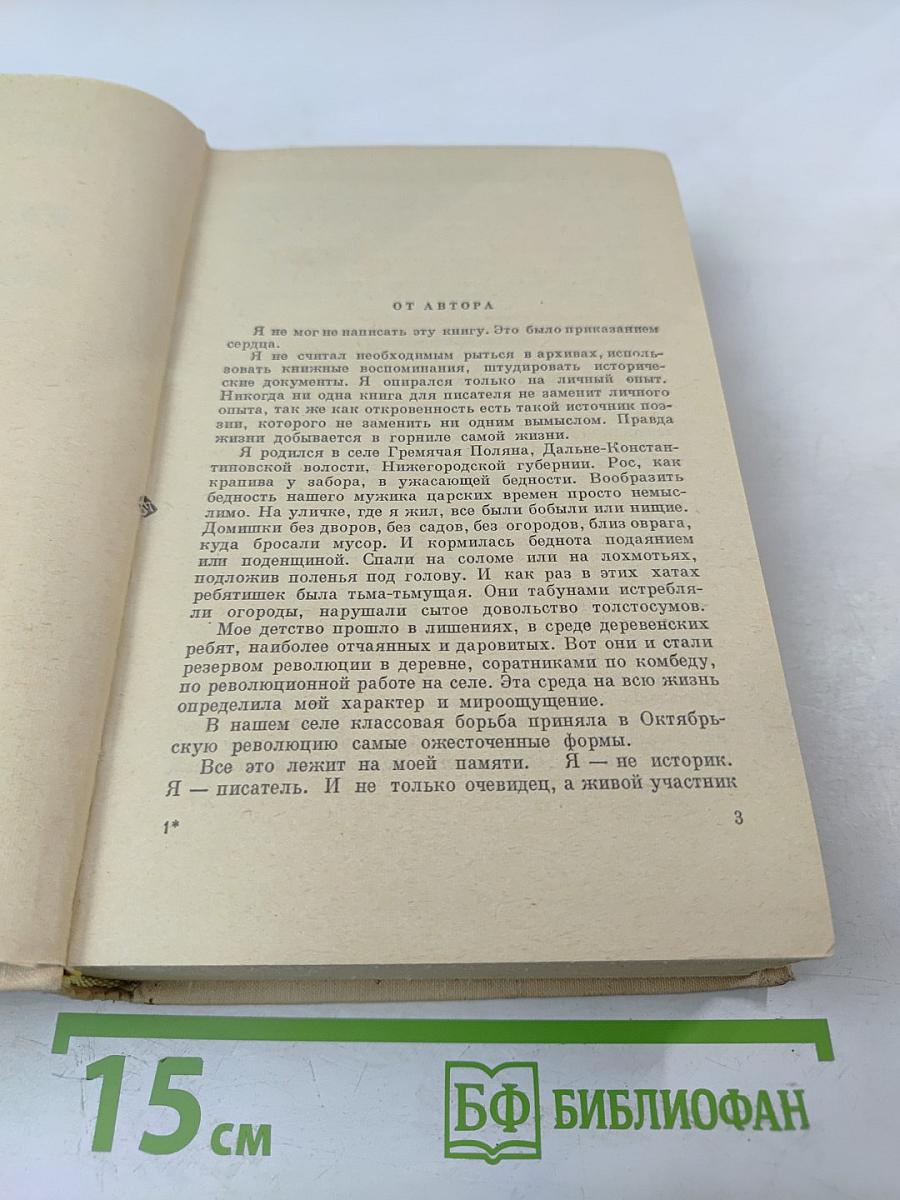 ОТ АВТОРА
Я не мог не написать эту книгу. Это было приказанием
сердца.
Я не считал необходимым рыться в архивах, исполь-
зовать книжные воспоминания, штудировать историче-
ские документы. Я опирался только на личный опыт.
Никогда ни одна книга для писателя не заменит личного
опыта, так же как откровенность есть такой источник поэ-
зии, которого не заменить ни одним вымыслом. Правда
жизни добывается в горниле самой жизни.
Я родился в селе Гремячая Поляна, Дальне-Констан-
тиновской волости, Нижегородской губернии. Рос, как
крапива у забора, в ужасающей бедности. Вообразить
бедность нашего мужика царских времен просто немыс-
лимо. На уличке, где я жил, все были бобыли или нищие.
Домишки без дворов, без садов, без огородов, близ оврага,
куда бросали мусор. И кормилась беднота подаянием
или поденщиной. Спали на соломе или на лохмотьях,
подложив поленья под голову. И как раз в этих хатах
ребятишек была тьма-тьмущая. Они табунами истребля-
ли огороды, нарушали сытое довольство толстосумов.
Мое детство прошло в лишениях, в среде деревенских
ребят, наиболее отчаянных и даровитых. Вот они и стали
резервом революции в деревне, соратниками по комбеду,
по революционной работе на селе. Эта среда на всю жизнь
определила мой характер и мироощущение.
В нашем селе классовая борьба приняла в Октябрь-
скую революцию самые ожесточенные формы.
Все это лежит на моей памяти. Я — не историк.
Я — писатель. И не только очевидец, а живой участник
1* 3
15 см БФ БИБЛИОФАН